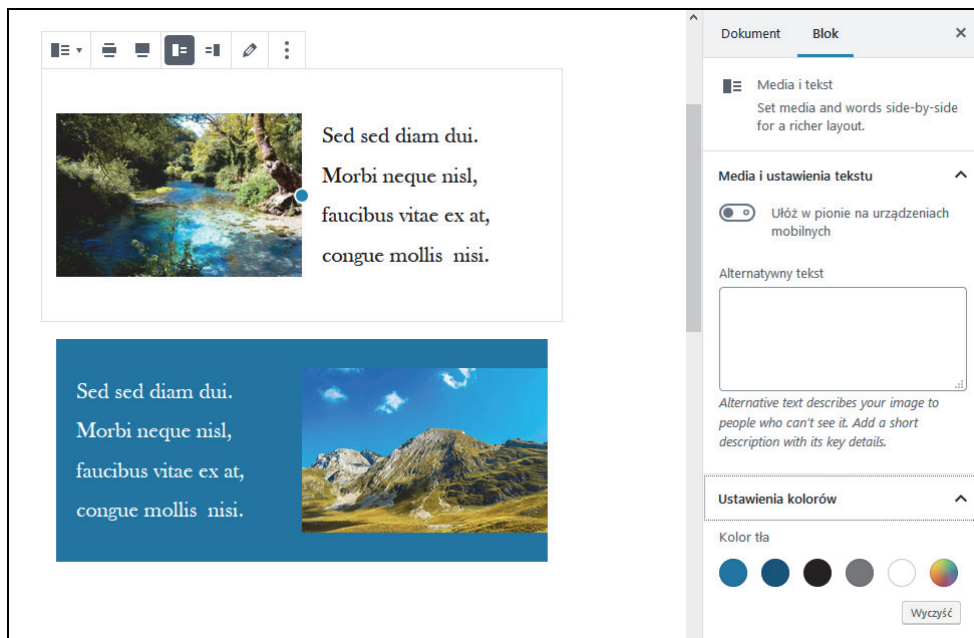 Sed sed diam dui.
Morbi neque nisl,
faucibus vitae ex at,
congue mollis nisi.
Sed sed diam dui.
Morbi neque nisl,
faucibus vitae ex at,
congue mollis nisi.
Dokument Blok ×
Media i tekst
Set media and words side-by-side
for a richer layout.
Media i ustawienia tekstu
Ułóż w pionie na urządzeniach
mobilnych
Alternatywny tekst
Alternative text describes your image to
people who can't see it. Add a short
description with its key details.
Ustawienia kolorów
Kolor tła
Wyczyść